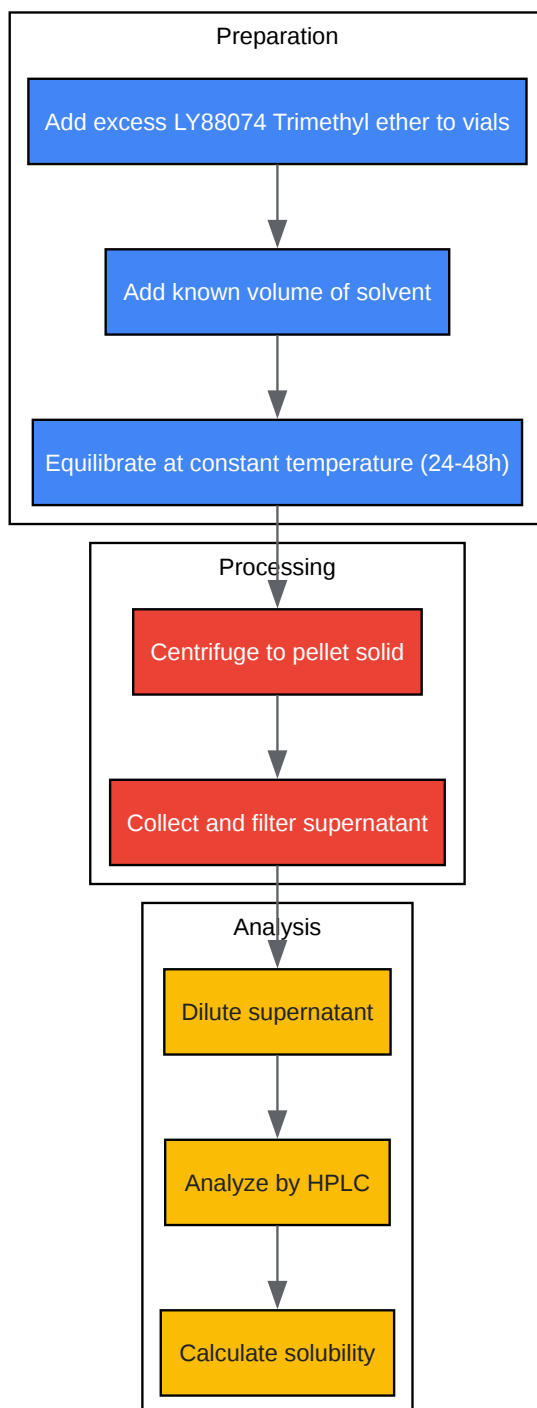 Preparation
Add excess LY88074 Trimethyl ether to vials
Add known volume of solvent
Equilibrate at constant temperature (24-48h)
Processing
Centrifuge to pellet solid
Collect and filter supernatant
Analysis
Dilute supernatant
Analyze by HPLC
Calculate solubility